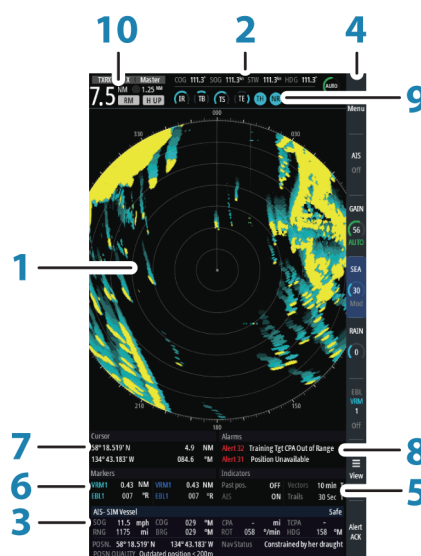 10 2 4
TX Master COG 111.3° SOG 111.3 STW 111.3 HDG 111.3°
7.5 NM 1.25 NM AUTO
RM H UP IR TB TS TE TH NR 9
000 Menu
330 30
AIS
Off
GAIN
56
AUTO
1
SEA
30
Mod
RAIN
0
210 150
180
EBL
VRM
1
Off
Cursor Alarms
7 58° 18.519' N 4.9 NM Alert 32 Training Tgt CPA Out of Range 8
134° 43.183' W 084.6 °M Alert 31 Position Unavailable
Markers Indicators
View
6 VRM1 0.43 NM VRM1 0.43 NM Past pos. OFF Vectors 10 min T
EBL1 007 °R EBL1 007 °R AIS ON Trails 30 Sec 5
AIS- SIM Vessel Safe
3 SOG 11.5 mph COG 029 °M CPA - mi TCPA -
RNG 1175 mi BRG 029 °M ROT 058 °/min HDG 158 °M
POSN. 58° 18.519' N 134° 43.183' W Nav Status Constrained by her draught
POSN QUALITY Outdated position < 200m
Alert
ACK